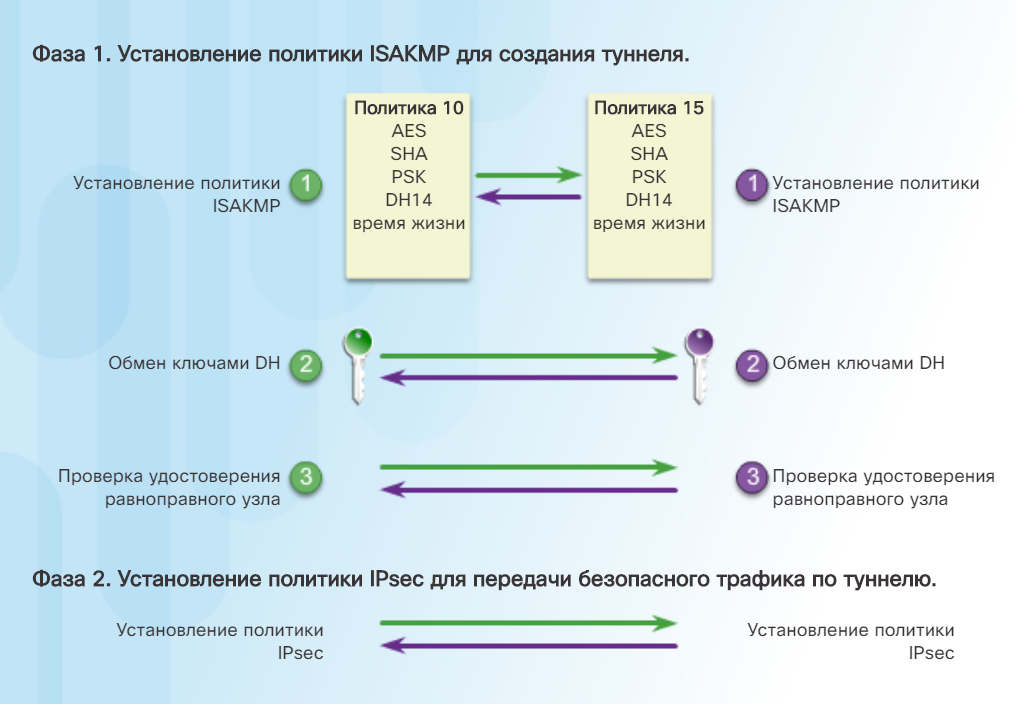 Фаза 1. Установление политики ISAKMP для создания туннеля.
Политика 10
AES
SHA
PSK
DH14
время жизни
Политика 15
AES
SHA
PSK
DH14
время жизни
Установление политики
ISAKMP
1
1
Установление политики
ISAKMP
Обмен ключами DH
2
2
Обмен ключами DH
Проверка удостоверения
равноправного узла
3
3
Проверка удостоверения
равноправного узла
Фаза 2. Установление политики IPsec для передачи безопасного трафика по туннелю.
Установление политики
IPsec
Установление политики
IPsec